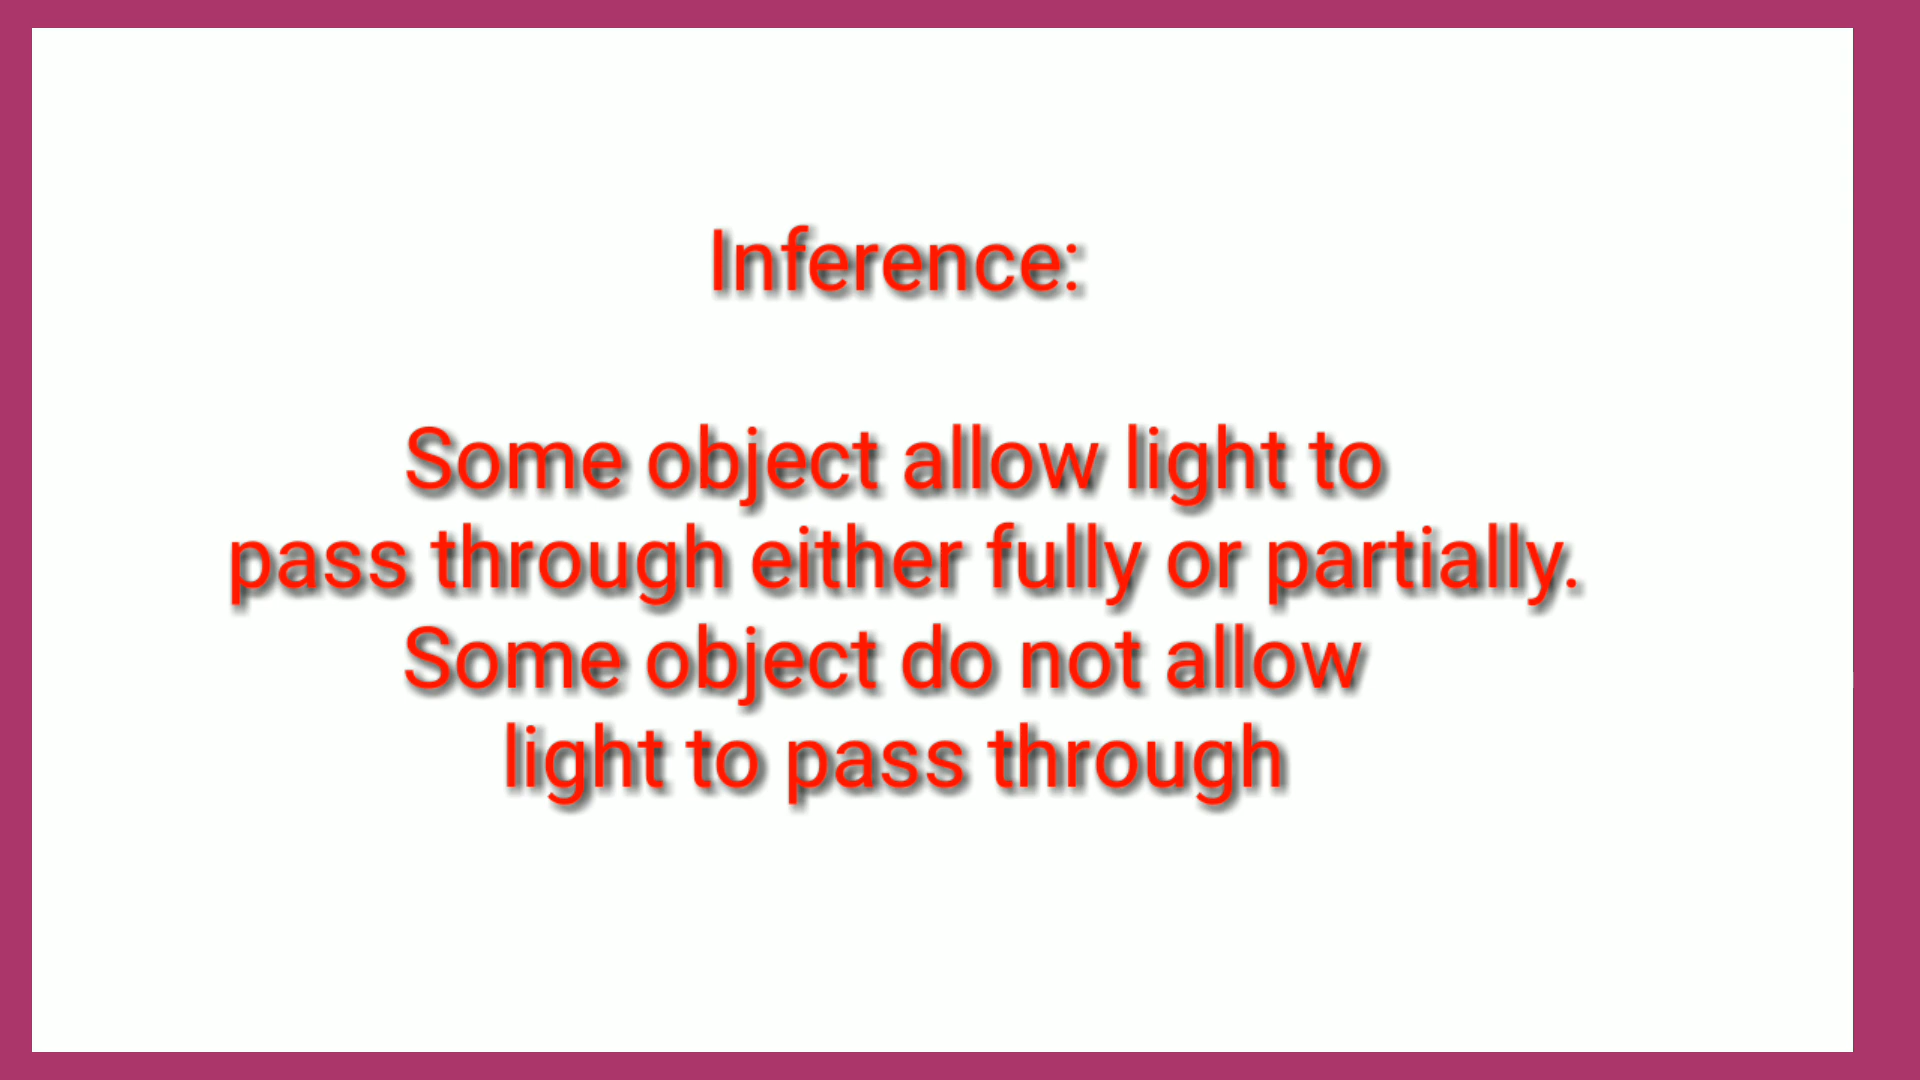 Inference:
Some object allow light to
pass through either fully or partially.
Some object do not allow
light to pass through